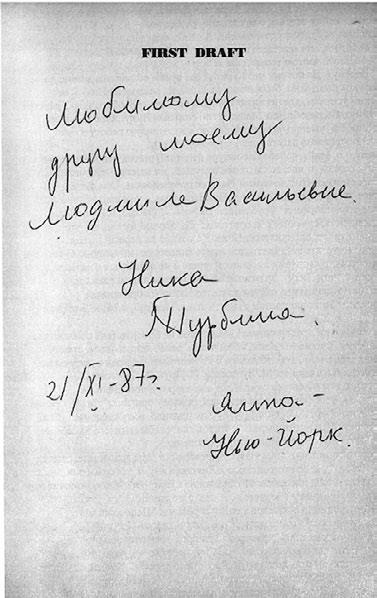 FIRST DRAFT
Любимому
другу моему
Людмиле Васильевне.
Ника
Турбина.
21/XI-87г.
Ялта-
Нью-Йорк.